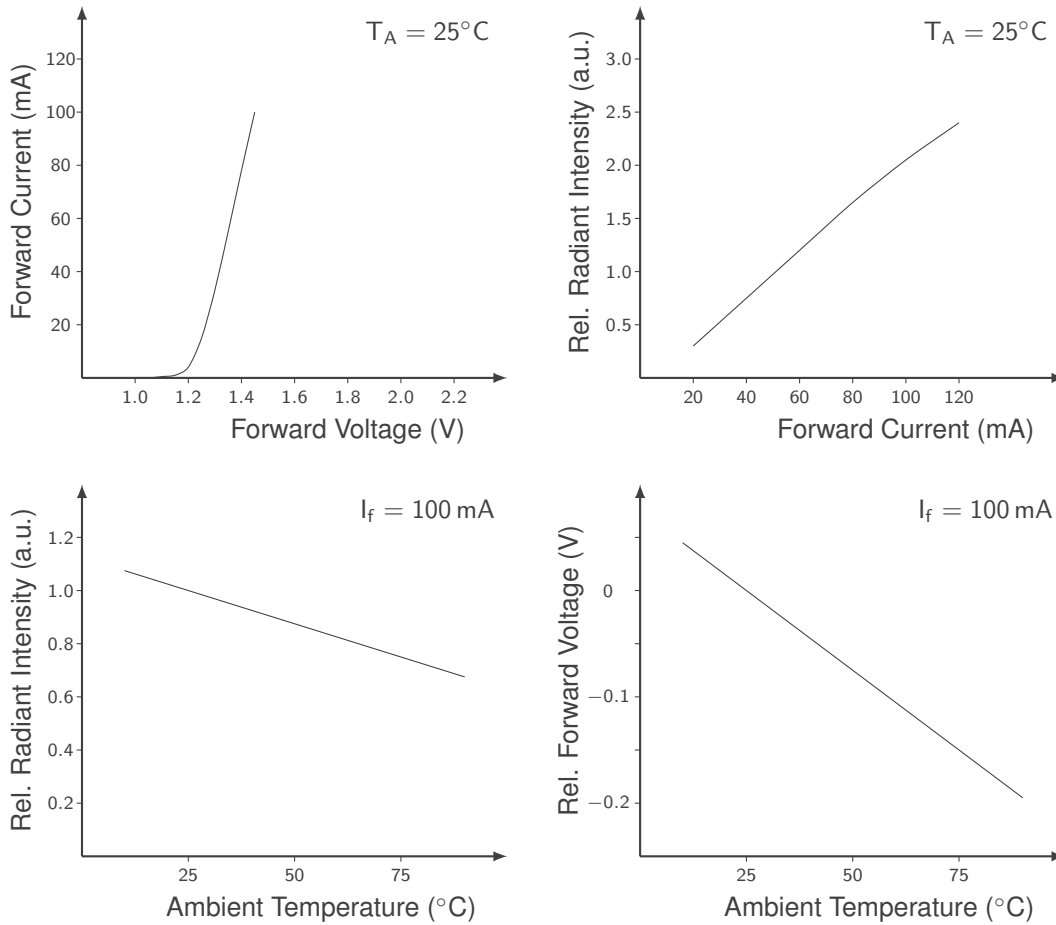 T_A = 25°C
Forward Current (mA)
120
100
80
60
40
20
1.0 1.2 1.4 1.6 1.8 2.0 2.2
Forward Voltage (V)
T_A = 25°C
Rel. Radiant Intensity (a.u.)
3.0
2.5
2.0
1.5
1.0
0.5
20 40 60 80 100 120
Forward Current (mA)
I_f = 100 mA
Rel. Radiant Intensity (a.u.)
1.2
1.0
0.8
0.6
0.4
0.2
25 50 75
Ambient Temperature (°C)
I_f = 100 mA
Rel. Forward Voltage (V)
0
−0.1
−0.2
25 50 75
Ambient Temperature (°C)